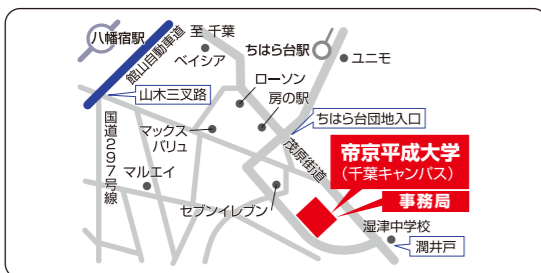 八幡宿駅
館山自動車道
至 千葉
ベイシア
ちはら台駅
ユニモ
ローソン
房の駅
山木三叉路
ちはら台団地入口
国道297号線
マックス
バリュ
茂原街道
帝京平成大学
(千葉キャンパス)
事務局
マルエイ
セブンイレブン
湿津中学校
潤井戸